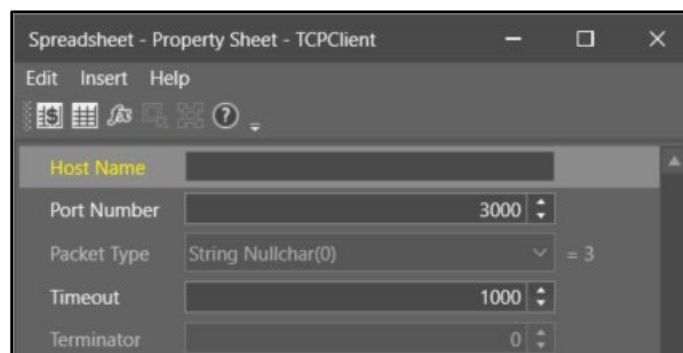 Spreadsheet - Property Sheet - TCPClient
Edit Insert Help
Host Name
Port Number 3000
Packet Type String Nullchar(0) = 3
Timeout 1000
Terminator 0